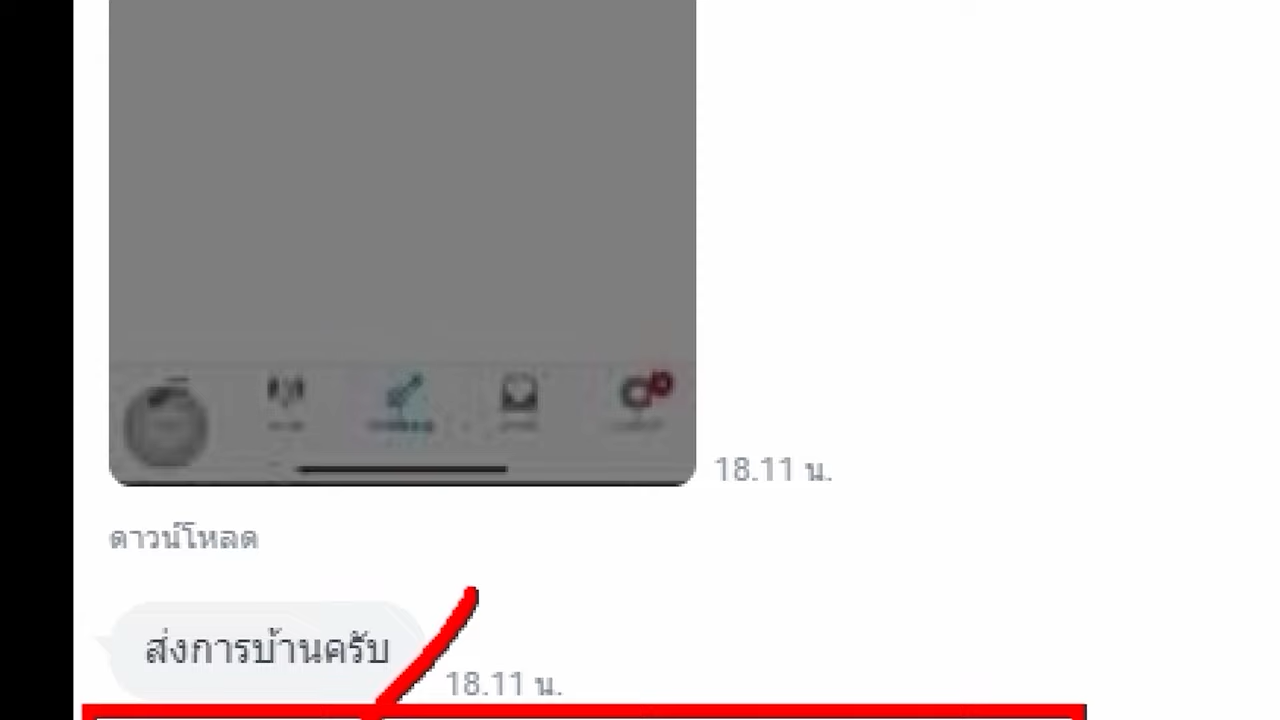 18.11 น.
ดาวน์โหลด
ส่งการบ้านครับ
18.11 น.